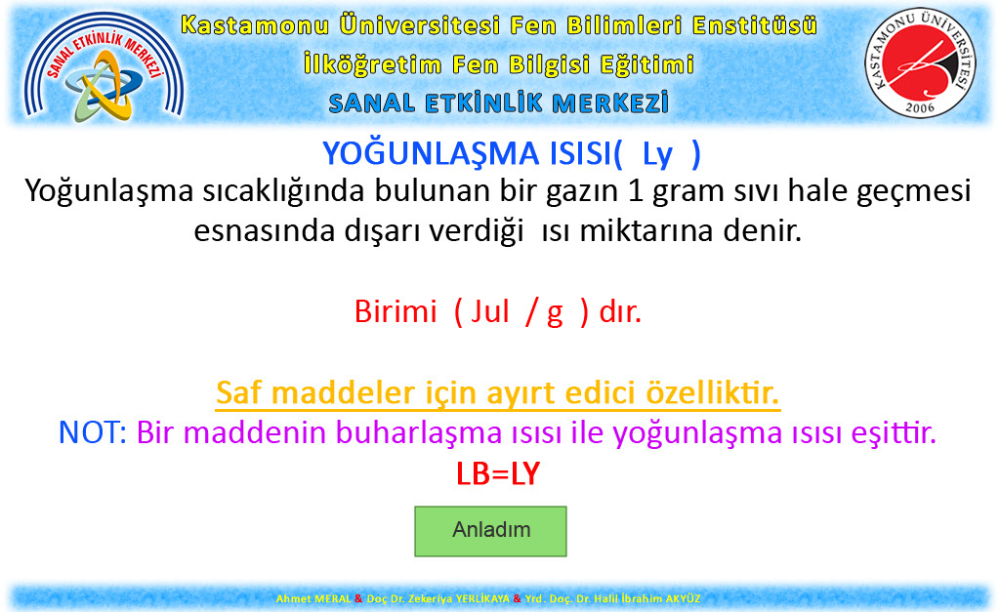 Kastamonu Üniversitesi Fen Bilimleri Enstitüsü
İlköğretim Fen Bilgisi Eğitimi
SANAL ETKİNLİK MERKEZİ
SANAL ETKİNLİK MERKEZİ
KASTAMONU ÜNİVERSİTESİ
2006
YOĞUNLAŞMA ISISI( Ly )
Yoğunlaşma sıcaklığında bulunan bir gazın 1 gram sıvı hale geçmesi
esnasında dışarı verdiği ısı miktarına denir.
Birimi ( Jul / g ) dır.
Saf maddeler için ayırt edici özelliktir.
NOT: Bir maddenin buharlaşma ısısı ile yoğunlaşma ısısı eşittir.
LB=LY
Anladım
Ahmet MERAL & Doç Dr. Zekeriya YERLİKAYA & Yrd. Doç. Dr. Halil İbrahim AKYÜZ